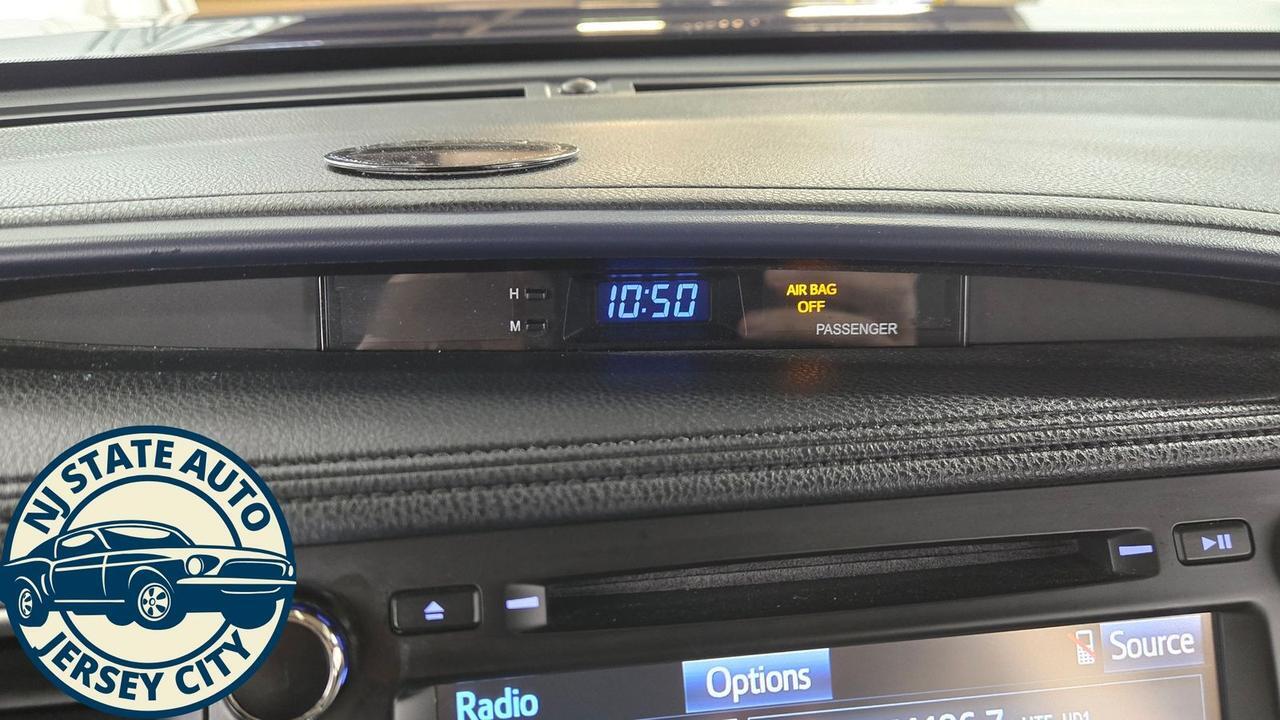 H
10:50
AIR BAG
OFF
M
PASSENGER
NJ STATE AUTO
JERSEY CITY
Source
Options
Radio